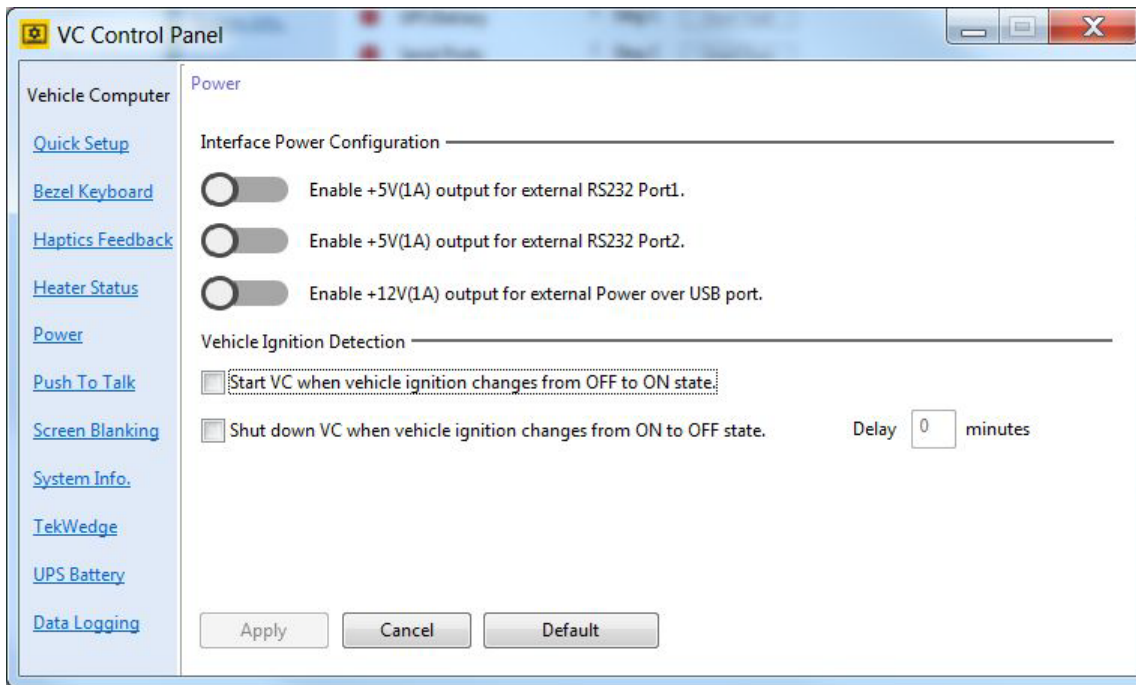 VC Control Panel
Vehicle Computer
Quick Setup
Bezel Keyboard
Haptics Feedback
Heater Status
Power
Push To Talk
Screen Blanking
System Info.
TekWedge
UPS Battery
Data Logging
Power
Interface Power Configuration
Enable +5V(1A) output for external RS232 Port1.
Enable +5V(1A) output for external RS232 Port2.
Enable +12V(1A) output for external Power over USB port.
Vehicle Ignition Detection
Start VC when vehicle ignition changes from OFF to ON state.
Shut down VC when vehicle ignition changes from ON to OFF state. Delay 0 minutes
Apply Cancel Default